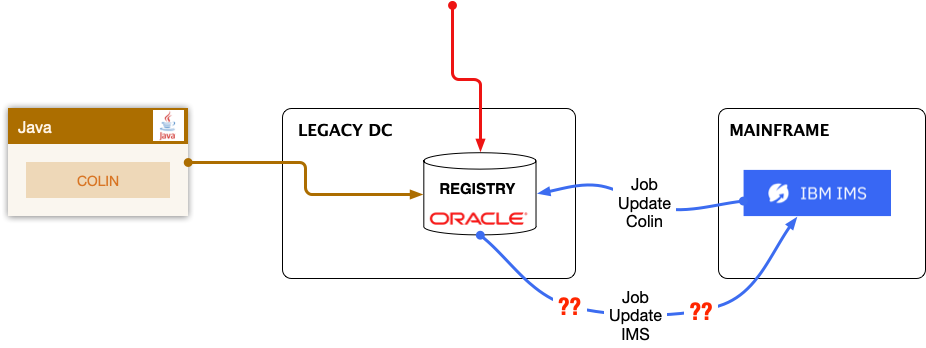 Java
Java
COLIN
LEGACY DC
REGISTRY
ORACLE
Job
Update
Colin
MAINFRAME
IBM IMS
??
Job
Update
IMS
??